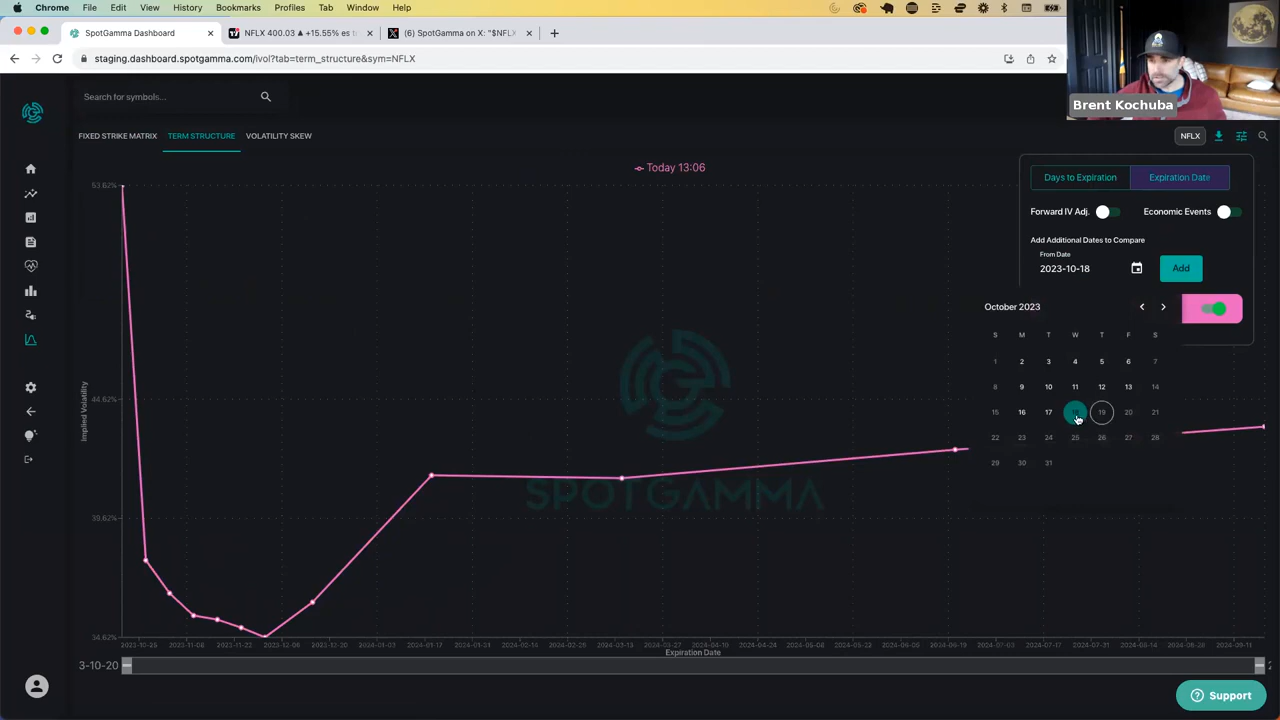 Chrome File Edit View History Bookmarks Profiles Tab Window Help
SpotGamma Dashboard
NFLX 400.03 ▲ +15.55% es t
(6) SpotGamma on X: "$NFLX
staging.dashboard.spotgamma.com/ivol?tab=term_structure&sym=NFLX
Brent Kochuba
Search for symbols...
FIXED STRIKE MATRIX TERM STRUCTURE VOLATILITY SKEW
NFLX
Today 13:06
Days to Expiration Expiration Date
Forward IV Adj. Economic Events
Add Additional Dates to Compare
From Date
2023-10-18 Add
October 2023
S M T W T F S
1 2 3 4 5 6 7
8 9 10 11 12 13 14
15 16 17 18 19 20 21
22 23 24 25 26 27 28
29 30 31
53.62%
44.62%
39.62%
34.62%
Implied Volatility
SPOTGAMMA
2023-10-25 2023-11-08 2023-11-22 2023-12-06 2023-12-20 2024-01-03 2024-01-17 2024-01-31 2024-02-14 2024-02-28 2024-03-13 2024-03-27 2024-04-10 2024-04-24 2024-05-08 2024-05-22 2024-06-05 2024-06-19 2024-07-03 2024-07-17 2024-07-31 2024-08-14 2024-08-28 2024-09-11
Expiration Date
3-10-20
Support